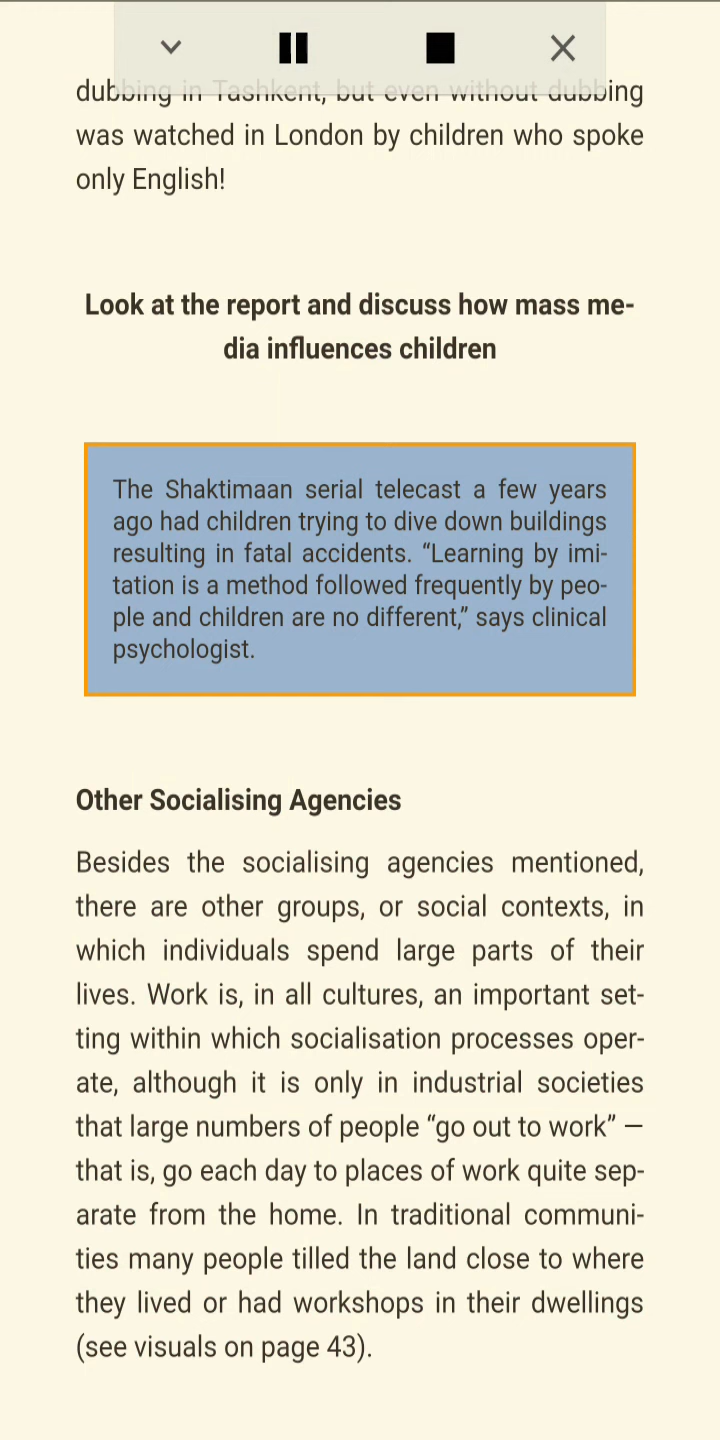 dubbing in Tashkent, but even without dubbing
was watched in London by children who spoke
only English!
Look at the report and discuss how mass me-
dia influences children
The Shaktimaan serial telecast a few years
ago had children trying to dive down buildings
resulting in fatal accidents. “Learning by imi-
tation is a method followed frequently by peo-
ple and children are no different,” says clinical
psychologist.
Other Socialising Agencies
Besides the socialising agencies mentioned,
there are other groups, or social contexts, in
which individuals spend large parts of their
lives. Work is, in all cultures, an important set-
ting within which socialisation processes oper-
ate, although it is only in industrial societies
that large numbers of people “go out to work” —
that is, go each day to places of work quite sep-
arate from the home. In traditional communi-
ties many people tilled the land close to where
they lived or had workshops in their dwellings
(see visuals on page 43).